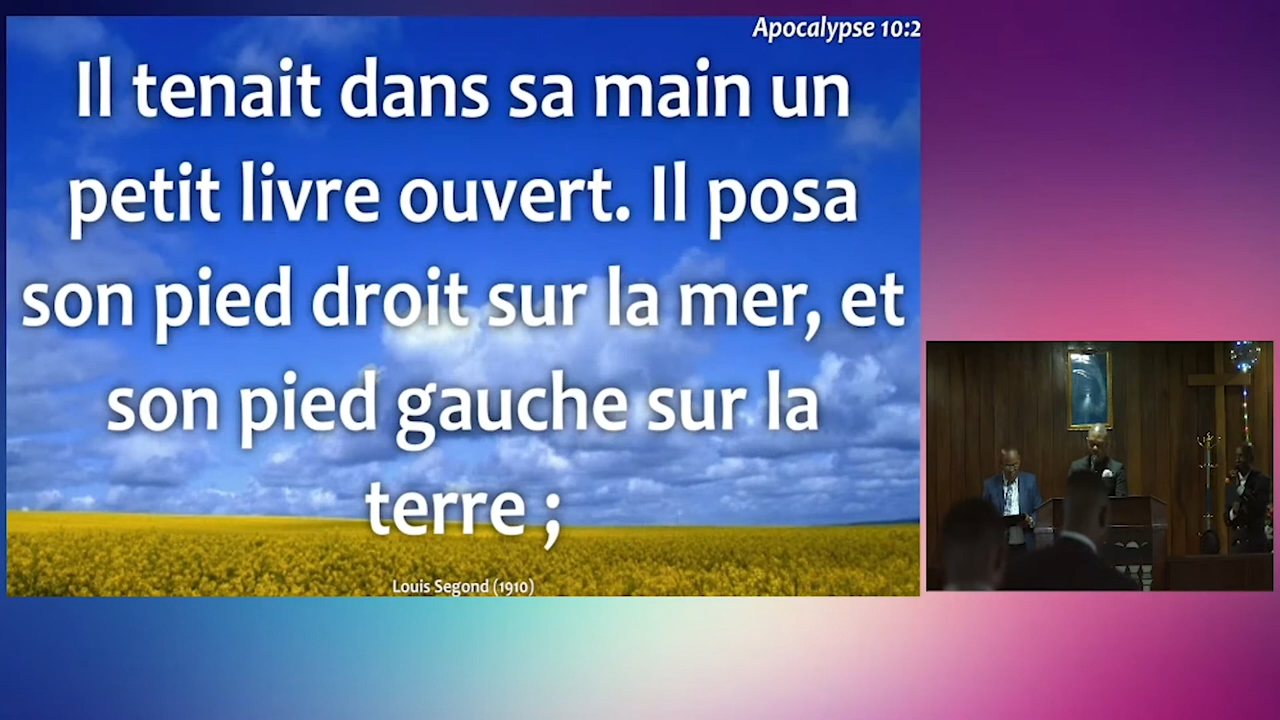 Apocalypse 10:2
Il tenait dans sa main un
petit livre ouvert. Il posa
son pied droit sur la mer, et
son pied gauche sur la
terre ;
Louis Segond (1910)